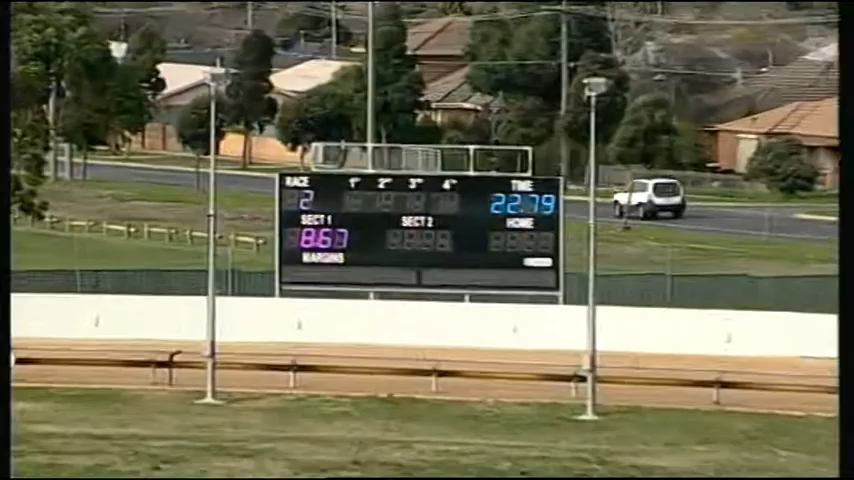 RACE 1st 2nd 3rd 4th TIME
2 22.79
SECT 1 SECT 2 HOME
8.67
MARGINS